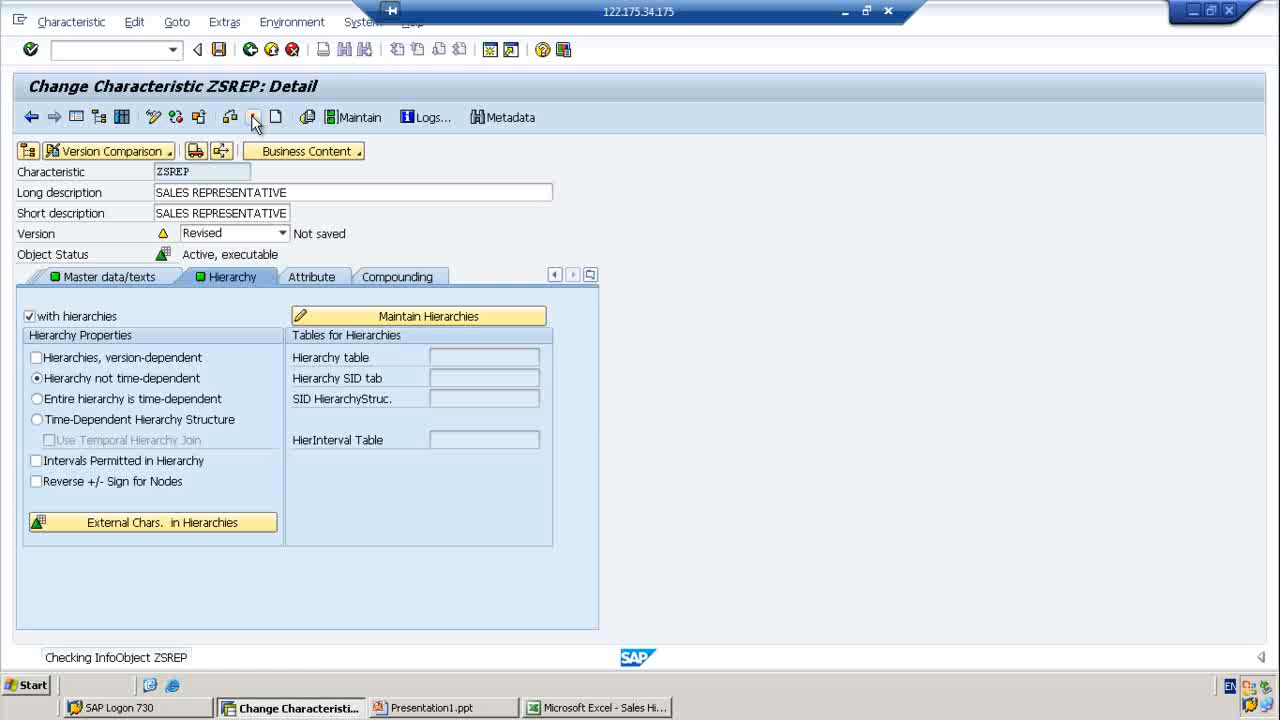 122.175.34.175
Characteristic Edit Goto Extras Environment System
Change Characteristic ZSREP: Detail
Maintain Logs... Metadata
Version Comparison Business Content
Characteristic ZSREP
Long description SALES REPRESENTATIVE
Short description SALES REPRESENTATIVE
Version Revised Not saved
Object Status Active, executable
Master data/texts Hierarchy Attribute Compounding
with hierarchies Maintain Hierarchies
Hierarchy Properties Tables for Hierarchies
Hierarchies, version-dependent Hierarchy table
Hierarchy not time-dependent Hierarchy SID tab
Entire hierarchy is time-dependent SID HierarchyStruc.
Time-Dependent Hierarchy Structure
Use Temporal Hierarchy Join HierInterval Table
Intervals Permitted in Hierarchy
Reverse +/- Sign for Nodes
External Chars. in Hierarchies
Checking InfoObject ZSREP SAP
Start EN
SAP Logon 730 Change Characteristi... Presentation1.ppt Microsoft Excel - Sales Hi...